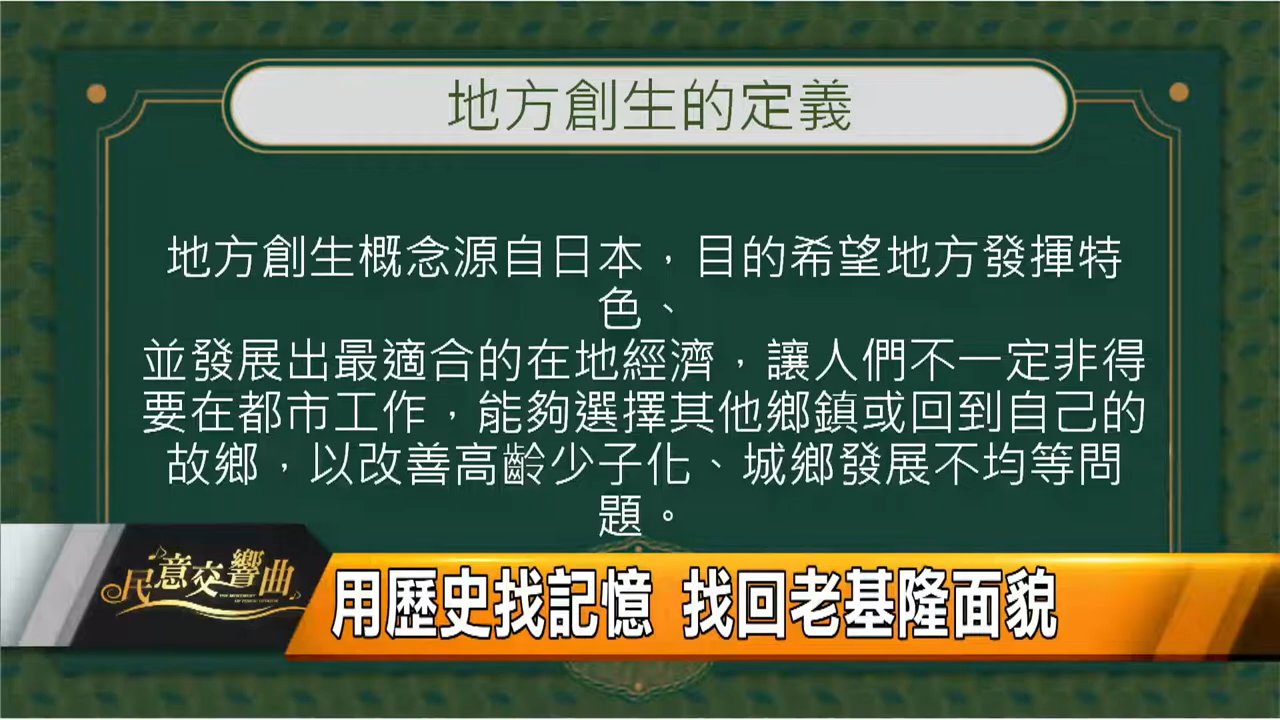 地方創生的定義
地方創生概念源自日本，目的希望地方發揮特
色、
並發展出最適合的在地經濟，讓人們不一定非得
要在都市工作，能夠選擇其他鄉鎮或回到自己的
故鄉，以改善高齡少子化、城鄉發展不均等問
題。
民意交響曲
用歷史找記憶 找回老基隆面貌